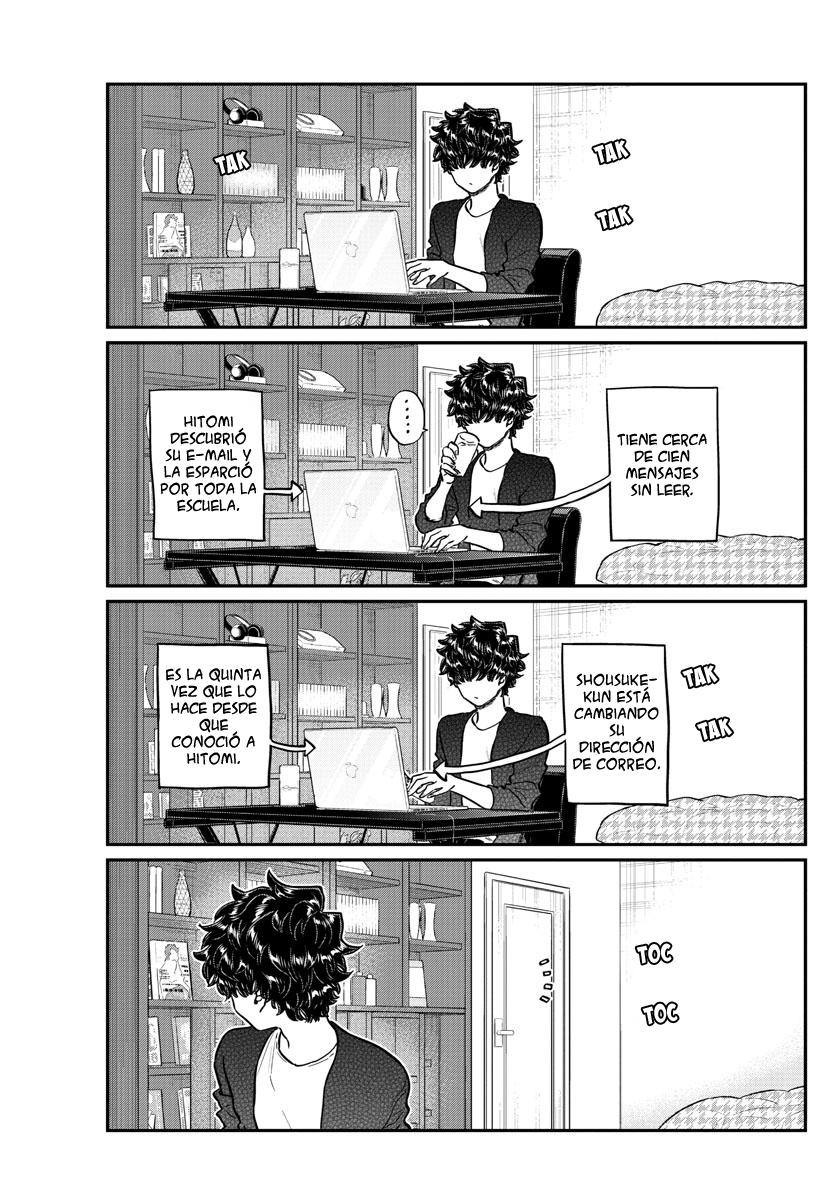 TAK
TAK
TAK
TIENE CERCA
DE CIEN
MENSAJES
SIN LEER.
....
HITOMI
DESCUBRIÓ
SU E-MAIL Y
LA ESPARCIÓ
POR TODA LA
ESCUELA.
TAK
TAK
SHOUSUKE-
KUN ESTÁ
CAMBIANDO
SU
DIRECCIÓN
DE CORREO.
ES LA QUINTA
VEZ QUE LO
HACE DESDE
QUE
CONOCIÓ A
HITOMI.
TOC
TOC